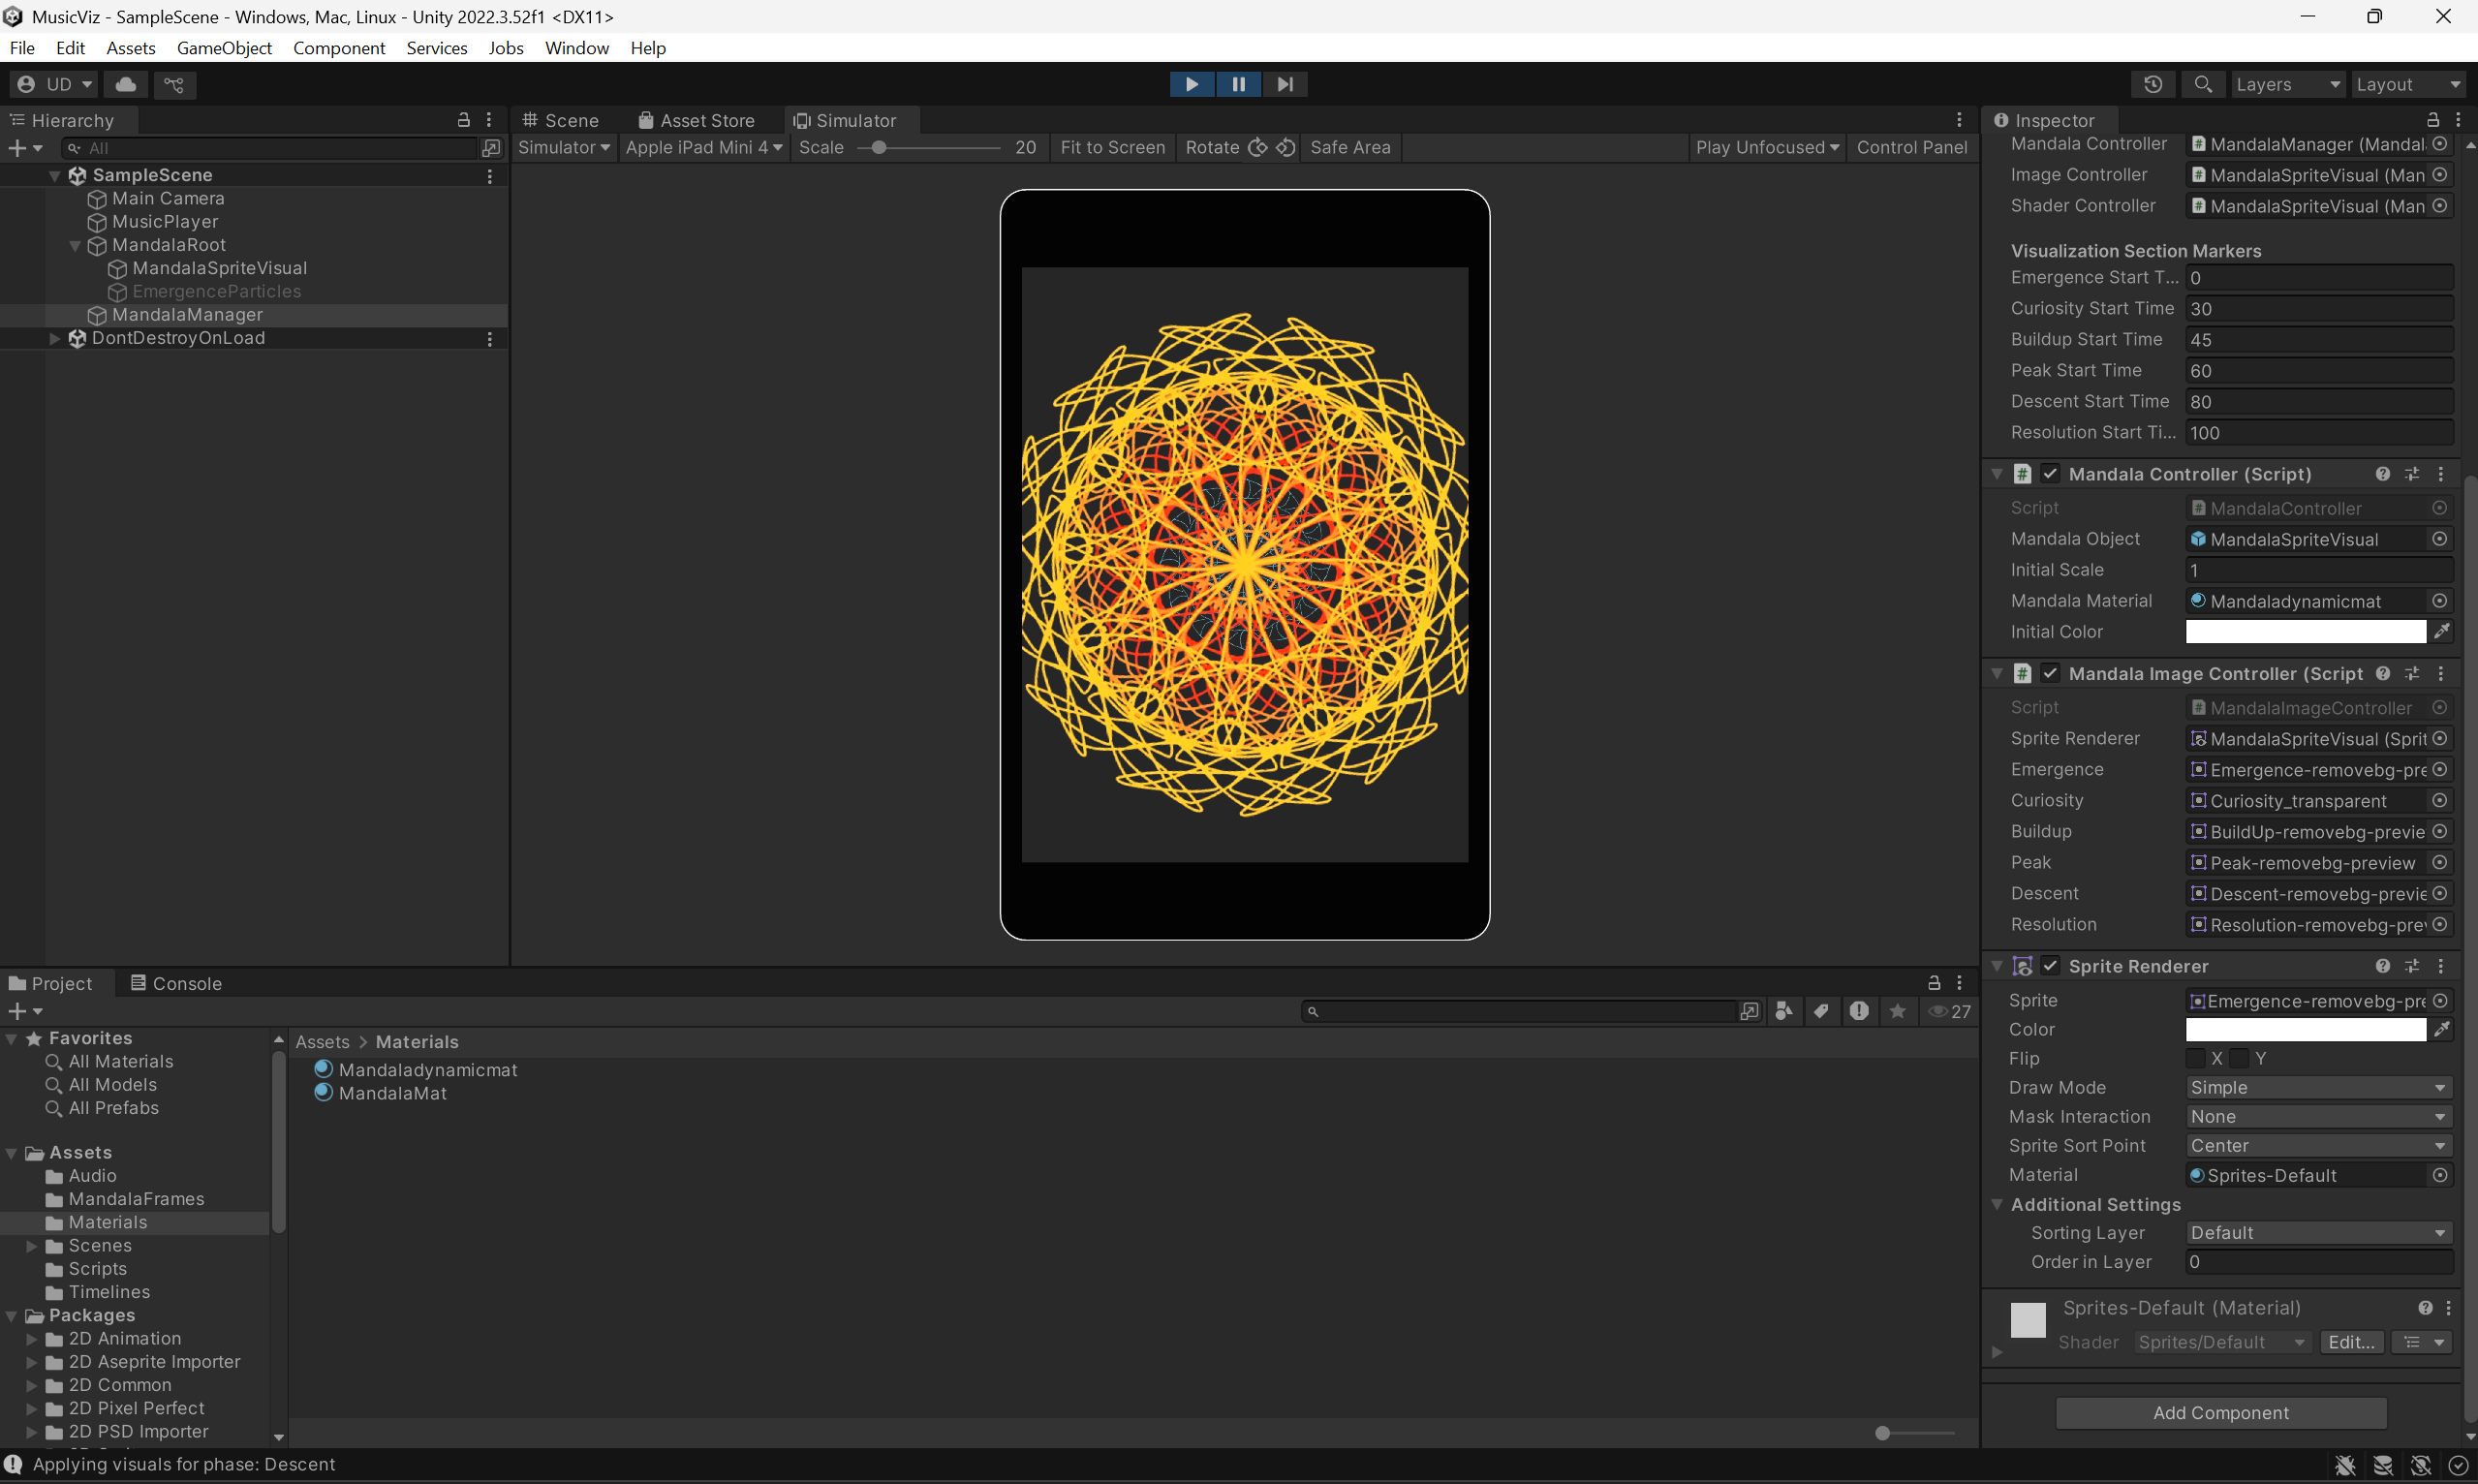 MusicViz - SampleScene - Windows, Mac, Linux - Unity 2022.3.52f1 <DX11>
File Edit Assets GameObject Component Services Jobs Window Help
UD
Layers Layout
Hierarchy
All
SampleScene
Main Camera
MusicPlayer
MandalaRoot
MandalaSpriteVisual
EmergenceParticles
MandalaManager
DontDestroyOnLoad
Scene Asset Store Simulator
Simulator Apple iPad Mini 4 Scale 20 Fit to Screen Rotate Safe Area Play Unfocused Control Panel
Inspector
Mandala Controller MandalaManager (Mandal
Image Controller MandalaSpriteVisual (Man
Shader Controller MandalaSpriteVisual (Man
Visualization Section Markers
Emergence Start T... 0
Curiosity Start Time 30
Buildup Start Time 45
Peak Start Time 60
Descent Start Time 80
Resolution Start Ti... 100
Mandala Controller (Script)
Script MandalaController
Mandala Object MandalaSpriteVisual
Initial Scale 1
Mandala Material Mandaladynamicmat
Initial Color
Mandala Image Controller (Script
Script MandalaImageController
Sprite Renderer MandalaSpriteVisual (Sprit
Emergence Emergence-removebg-pre
Curiosity Curiosity_transparent
Buildup BuildUp-removebg-previe
Peak Peak-removebg-preview
Descent Descent-removebg-previe
Resolution Resolution-removebg-prev
Sprite Renderer
Sprite Emergence-removebg-pre
Color
Flip X Y
Draw Mode Simple
Mask Interaction None
Sprite Sort Point Center
Material Sprites-Default
Additional Settings
Sorting Layer Default
Order in Layer 0
Sprites-Default (Material)
Shader Sprites/Default Edit...
Add Component
Project Console
27
Favorites
All Materials
All Models
All Prefabs
Assets
Audio
MandalaFrames
Materials
Scenes
Scripts
Timelines
Packages
2D Animation
2D Aseprite Importer
2D Common
2D Pixel Perfect
2D PSD Importer
Assets > Materials
Mandaladynamicmat
MandalaMat
Applying visuals for phase: Descent